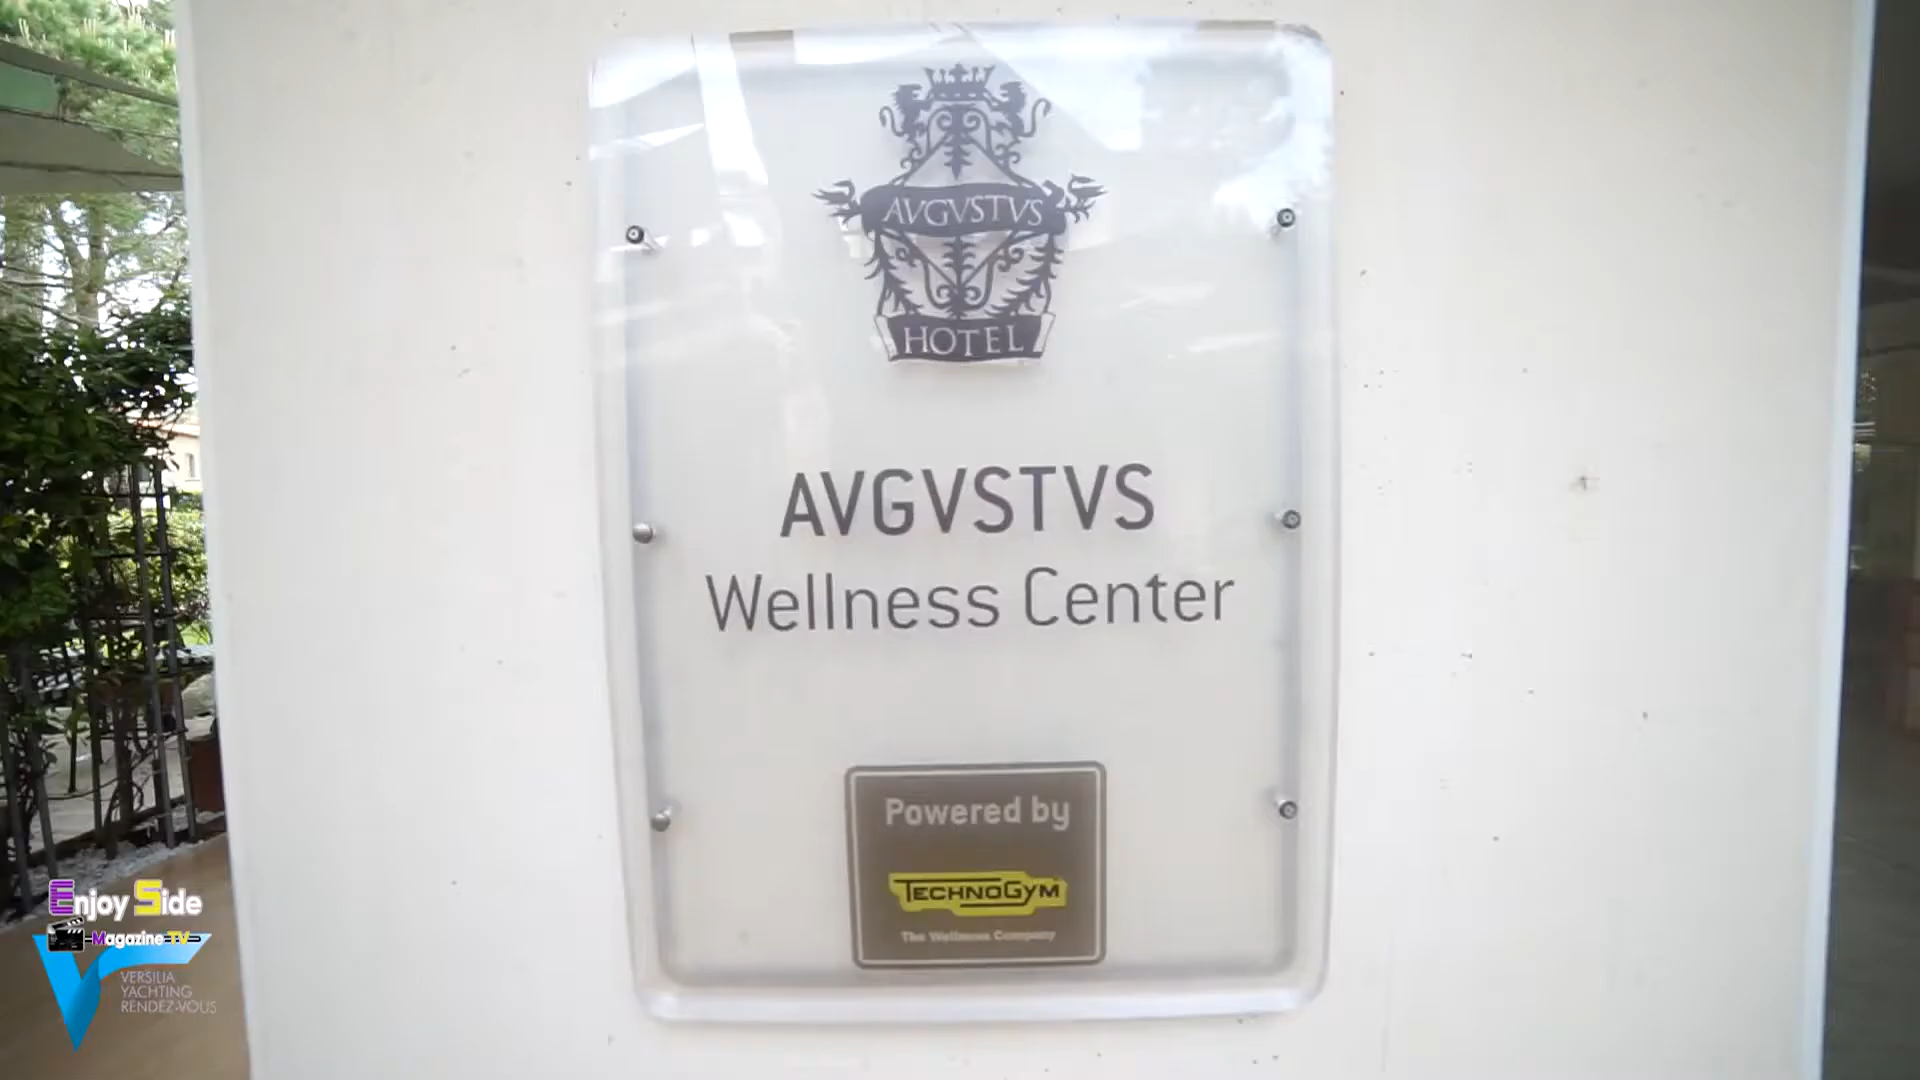 AVGVSTVS
HOTEL
AVGVSTVS
Wellness Center
Powered by
TECHNOGYM
The Wellness Company
Enjoy Side
Magazine TV
VERSILIA
YACHTING
RENDEZ-VOUS